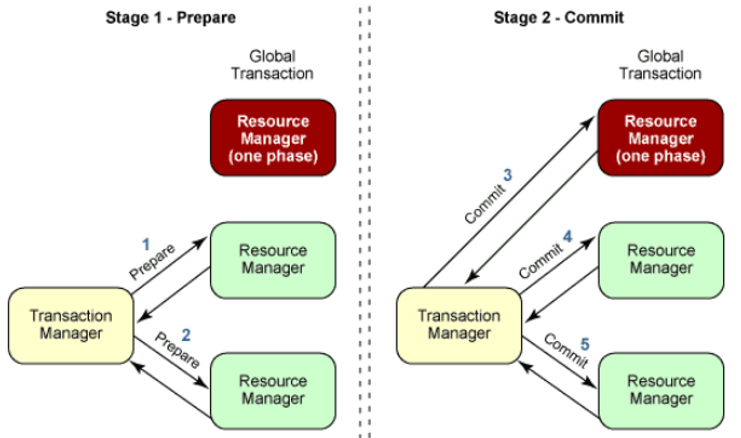 Stage 1 - Prepare
Global
Transaction
Resource
Manager
(one phase)
1
Prepare
Resource
Manager
Transaction
Manager
2
Prepare
Resource
Manager
Stage 2 - Commit
Global
Transaction
Resource
Manager
(one phase)
Commit 3
Commit 4
Resource
Manager
Transaction
Manager
5
Commit
Resource
Manager